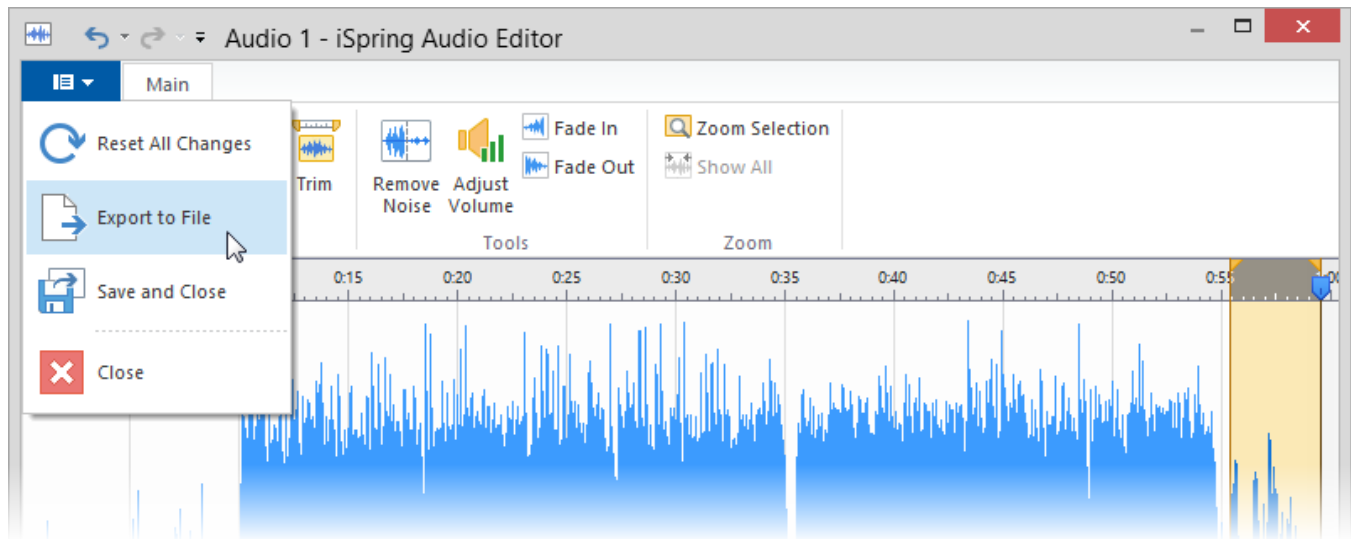 Audio 1 - iSpring Audio Editor
Main
Reset All Changes
Export to File
Save and Close
Close
Trim
Remove
Noise
Adjust
Volume
Fade In
Fade Out
Tools
Zoom Selection
Show All
Zoom
0:15 0:20 0:25 0:30 0:35 0:40 0:45 0:50